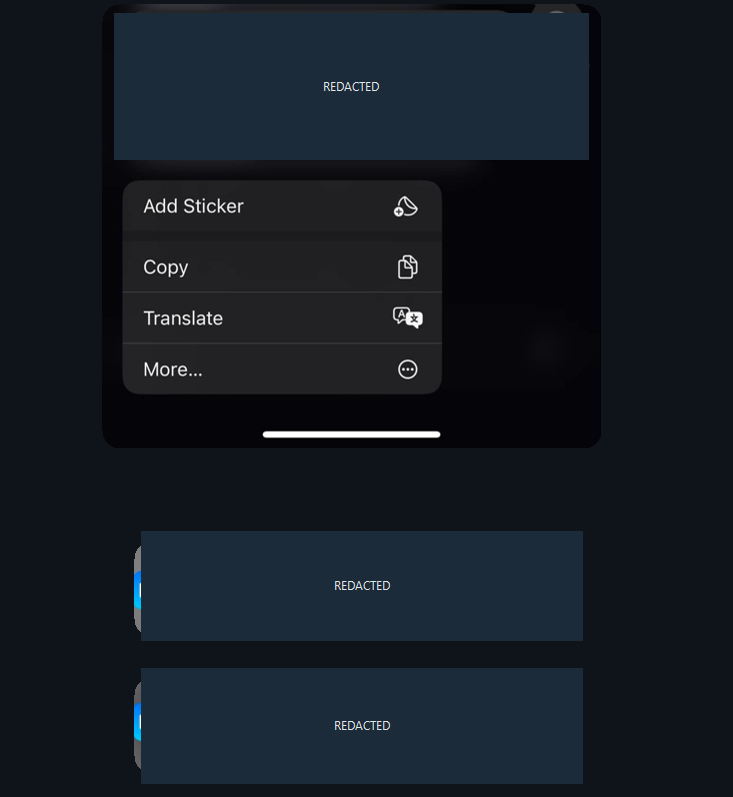 REDACTED
Add Sticker
Copy
Translate
More...
REDACTED
REDACTED